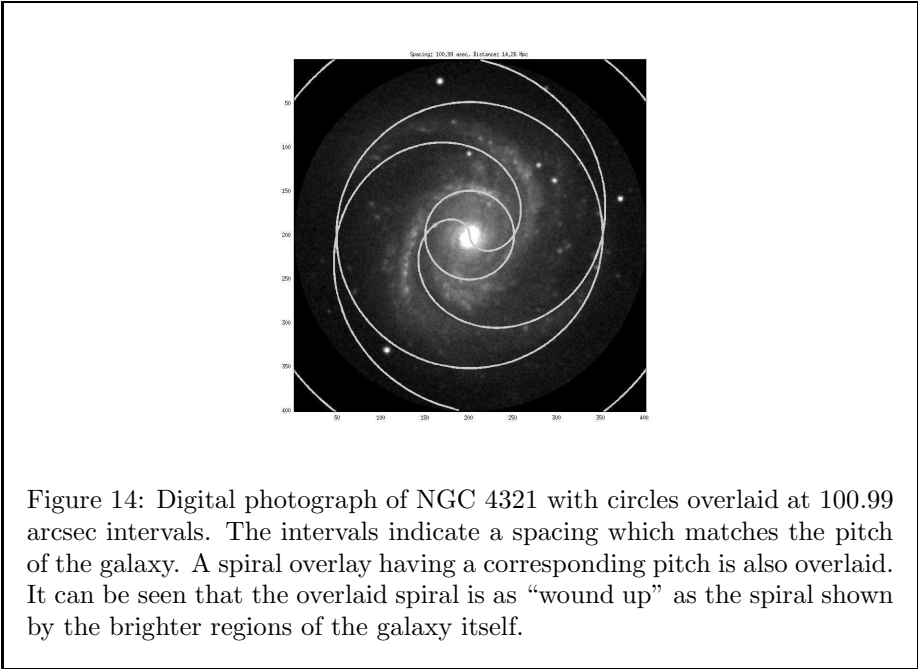 Spacing: 100.99 asec, Distance: 14.26 Mpc
50
100
150
200
250
300
350
400
50
100
150
200
250
300
350
400
Figure 14: Digital photograph of NGC 4321 with circles overlaid at 100.99
arcsec intervals. The intervals indicate a spacing which matches the pitch
of the galaxy. A spiral overlay having a corresponding pitch is also overlaid.
It can be seen that the overlaid spiral is as “wound up” as the spiral shown
by the brighter regions of the galaxy itself.